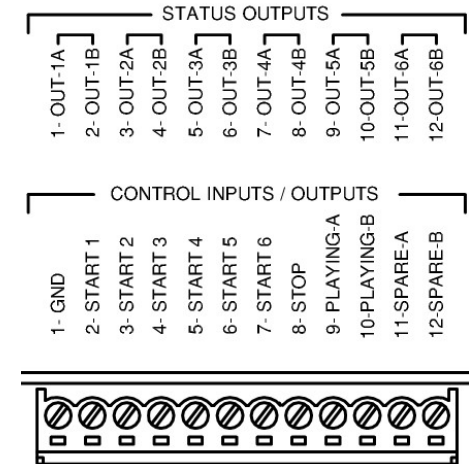 STATUS OUTPUTS
1- OUT-1A
2- OUT-1B
3- OUT-2A
4- OUT-2B
5- OUT-3A
6- OUT-3B
7- OUT-4A
8- OUT-4B
9- OUT-5A
10-OUT-5B
11-OUT-6A
12-OUT-6B
CONTROL INPUTS / OUTPUTS
1- GND
2- START 1
3- START 2
4- START 3
5- START 4
6- START 5
7- START 6
8- STOP
9- PLAYING-A
10-PLAYING-B
11-SPARE-A
12-SPARE-B